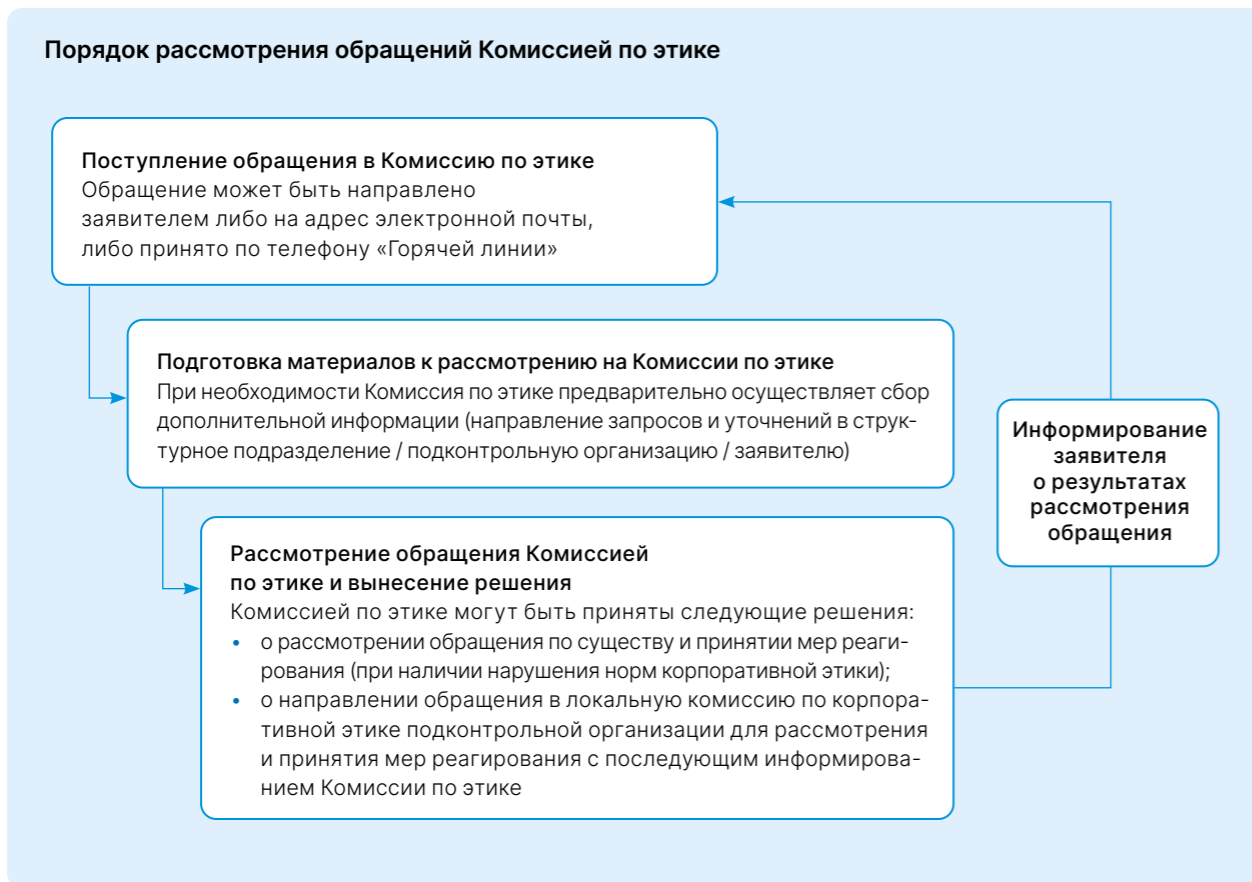 Порядок рассмотрения обращений Комиссией по этике
Поступление обращения в Комиссию по этике
Обращение может быть направлено
заявителем либо на адрес электронной почты,
либо принято по телефону «Горячей линии»
Подготовка материалов к рассмотрению на Комиссии по этике
При необходимости Комиссия по этике предварительно осуществляет сбор
дополнительной информации (направление запросов и уточнений в струк-
турное подразделение / подконтрольную организацию / заявителю)
Рассмотрение обращения Комиссией
по этике и вынесение решения
Комиссией по этике могут быть приняты следующие решения:
• о рассмотрении обращения по существу и принятии мер реаги-
рования (при наличии нарушения норм корпоративной этики);
• о направлении обращения в локальную комиссию по корпора-
тивной этике подконтрольной организации для рассмотрения
и принятия мер реагирования с последующим информирова-
нием Комиссии по этике
Информирование
заявителя
о результатах
рассмотрения
обращения